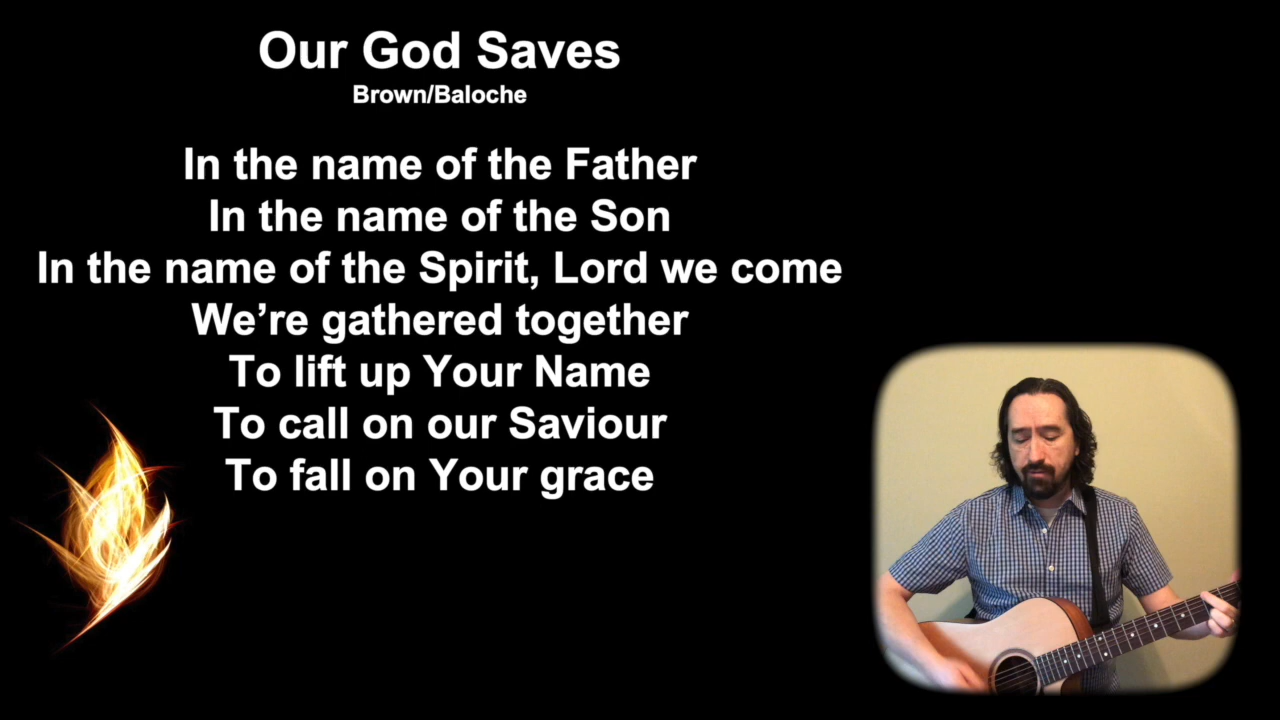 Our God Saves
Brown/Baloche
In the name of the Father
In the name of the Son
In the name of the Spirit, Lord we come
We’re gathered together
To lift up Your Name
To call on our Saviour
To fall on Your grace